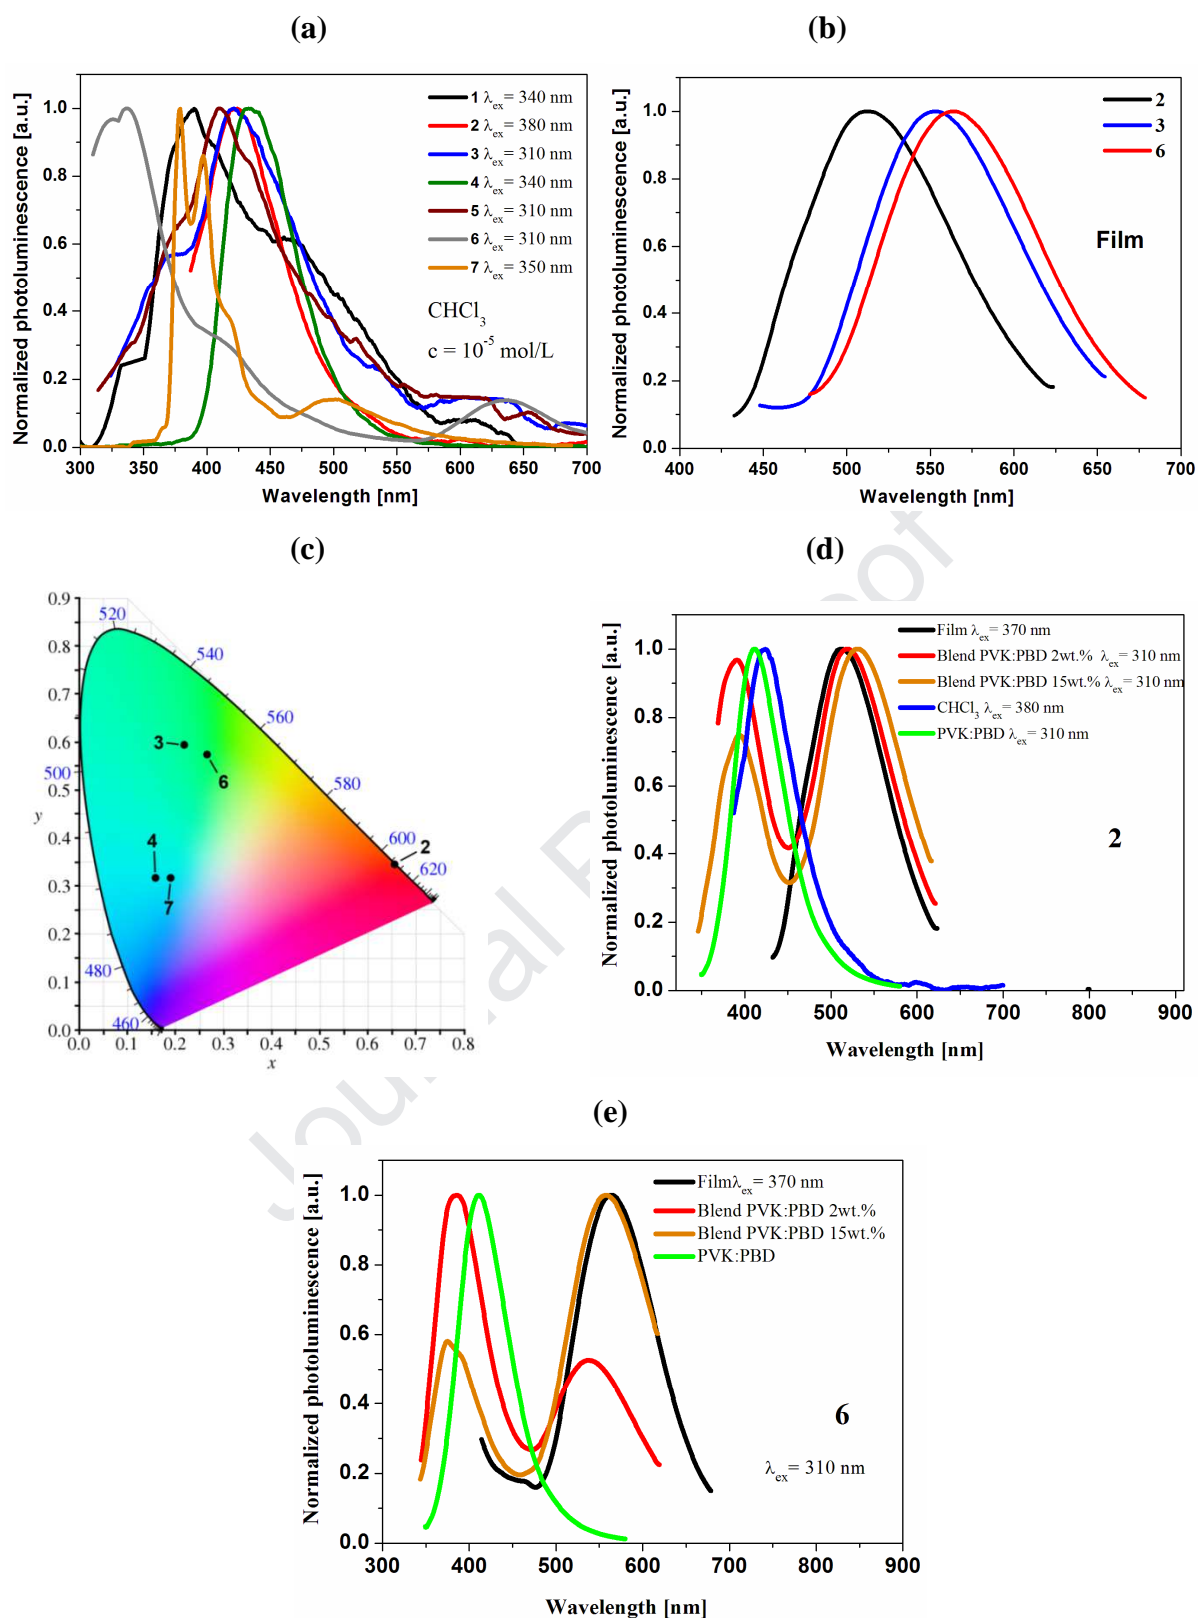 (a)
(b)
Normalized photoluminescence [a.u.]
1.0
0.8
0.6
0.4
0.2
0.0
300 350 400 450 500 550 600 650 700
Wavelength [nm]
1 λex= 340 nm
2 λex= 380 nm
3 λex= 310 nm
4 λex= 340 nm
5 λex= 310 nm
6 λex= 310 nm
7 λex= 350 nm
CHCl3
c = 10-5 mol/L
Normalized photoluminescence [a.u.]
1.0
0.8
0.6
0.4
0.2
0.0
400 450 500 550 600 650 700
Wavelength [nm]
2
3
6
Film
(c)
(d)
0.9
0.8
0.7
0.6
0.5
0.4
0.3
0.2
0.1
0.0
y
0.0 0.1 0.2 0.3 0.4 0.5 0.6 0.7 0.8
x
520
540
560
580
600
620
500
480
460
3
6
4
7
2
Normalized photoluminescence [a.u.]
1.0
0.8
0.6
0.4
0.2
0.0
400 500 600 700 800 900
Wavelength [nm]
Film λex= 370 nm
Blend PVK:PBD 2wt.% λex= 310 nm
Blend PVK:PBD 15wt.% λex= 310 nm
CHCl3 λex= 380 nm
PVK:PBD λex= 310 nm
2
(e)
Normalized photoluminescence [a.u.]
1.0
0.8
0.6
0.4
0.2
0.0
300 400 500 600 700 800 900
Wavelength [nm]
Filmλex= 370 nm
Blend PVK:PBD 2wt.%
Blend PVK:PBD 15wt.%
PVK:PBD
6
λex= 310 nm